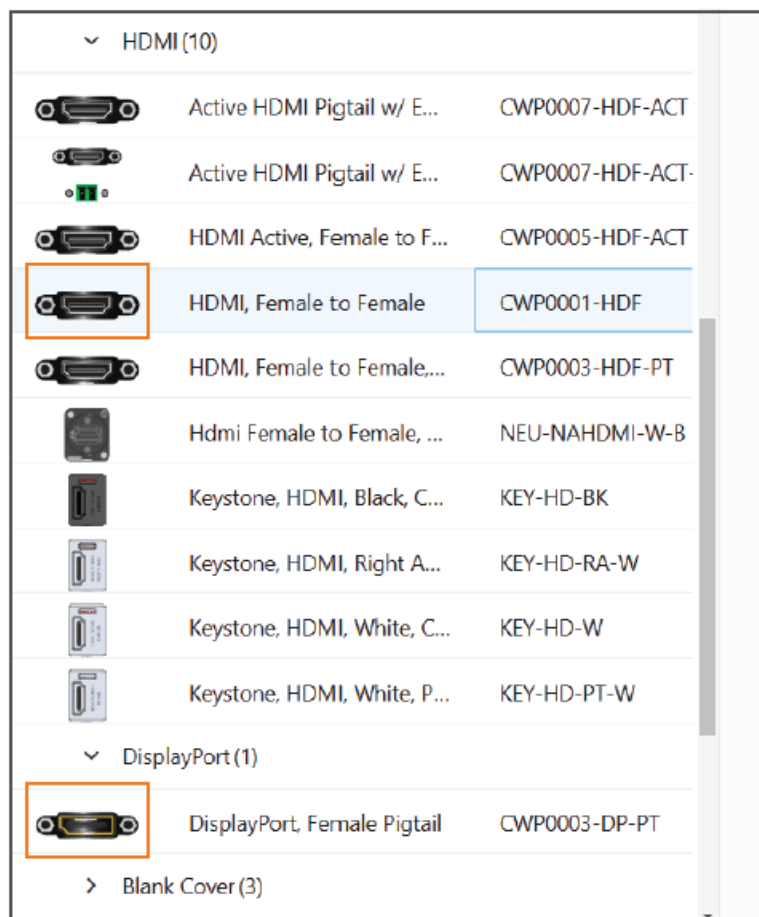 HDMI (10)
Active HDMI Pigtail w/ E... CWP0007-HDF-ACT
Active HDMI Pigtail w/ E... CWP0007-HDF-ACT-
HDMI Active, Female to F... CWP0005-HDF-ACT
HDMI, Female to Female CWP0001-HDF
HDMI, Female to Female,... CWP0003-HDF-PT
Hdmi Female to Female, ... NEU-NAHDMI-W-B
Keystone, HDMI, Black, C... KEY-HD-BK
Keystone, HDMI, Right A... KEY-HD-RA-W
Keystone, HDMI, White, C... KEY-HD-W
Keystone, HDMI, White, P... KEY-HD-PT-W
DisplayPort (1)
DisplayPort, Female Pigtail CWP0003-DP-PT
Blank Cover (3)